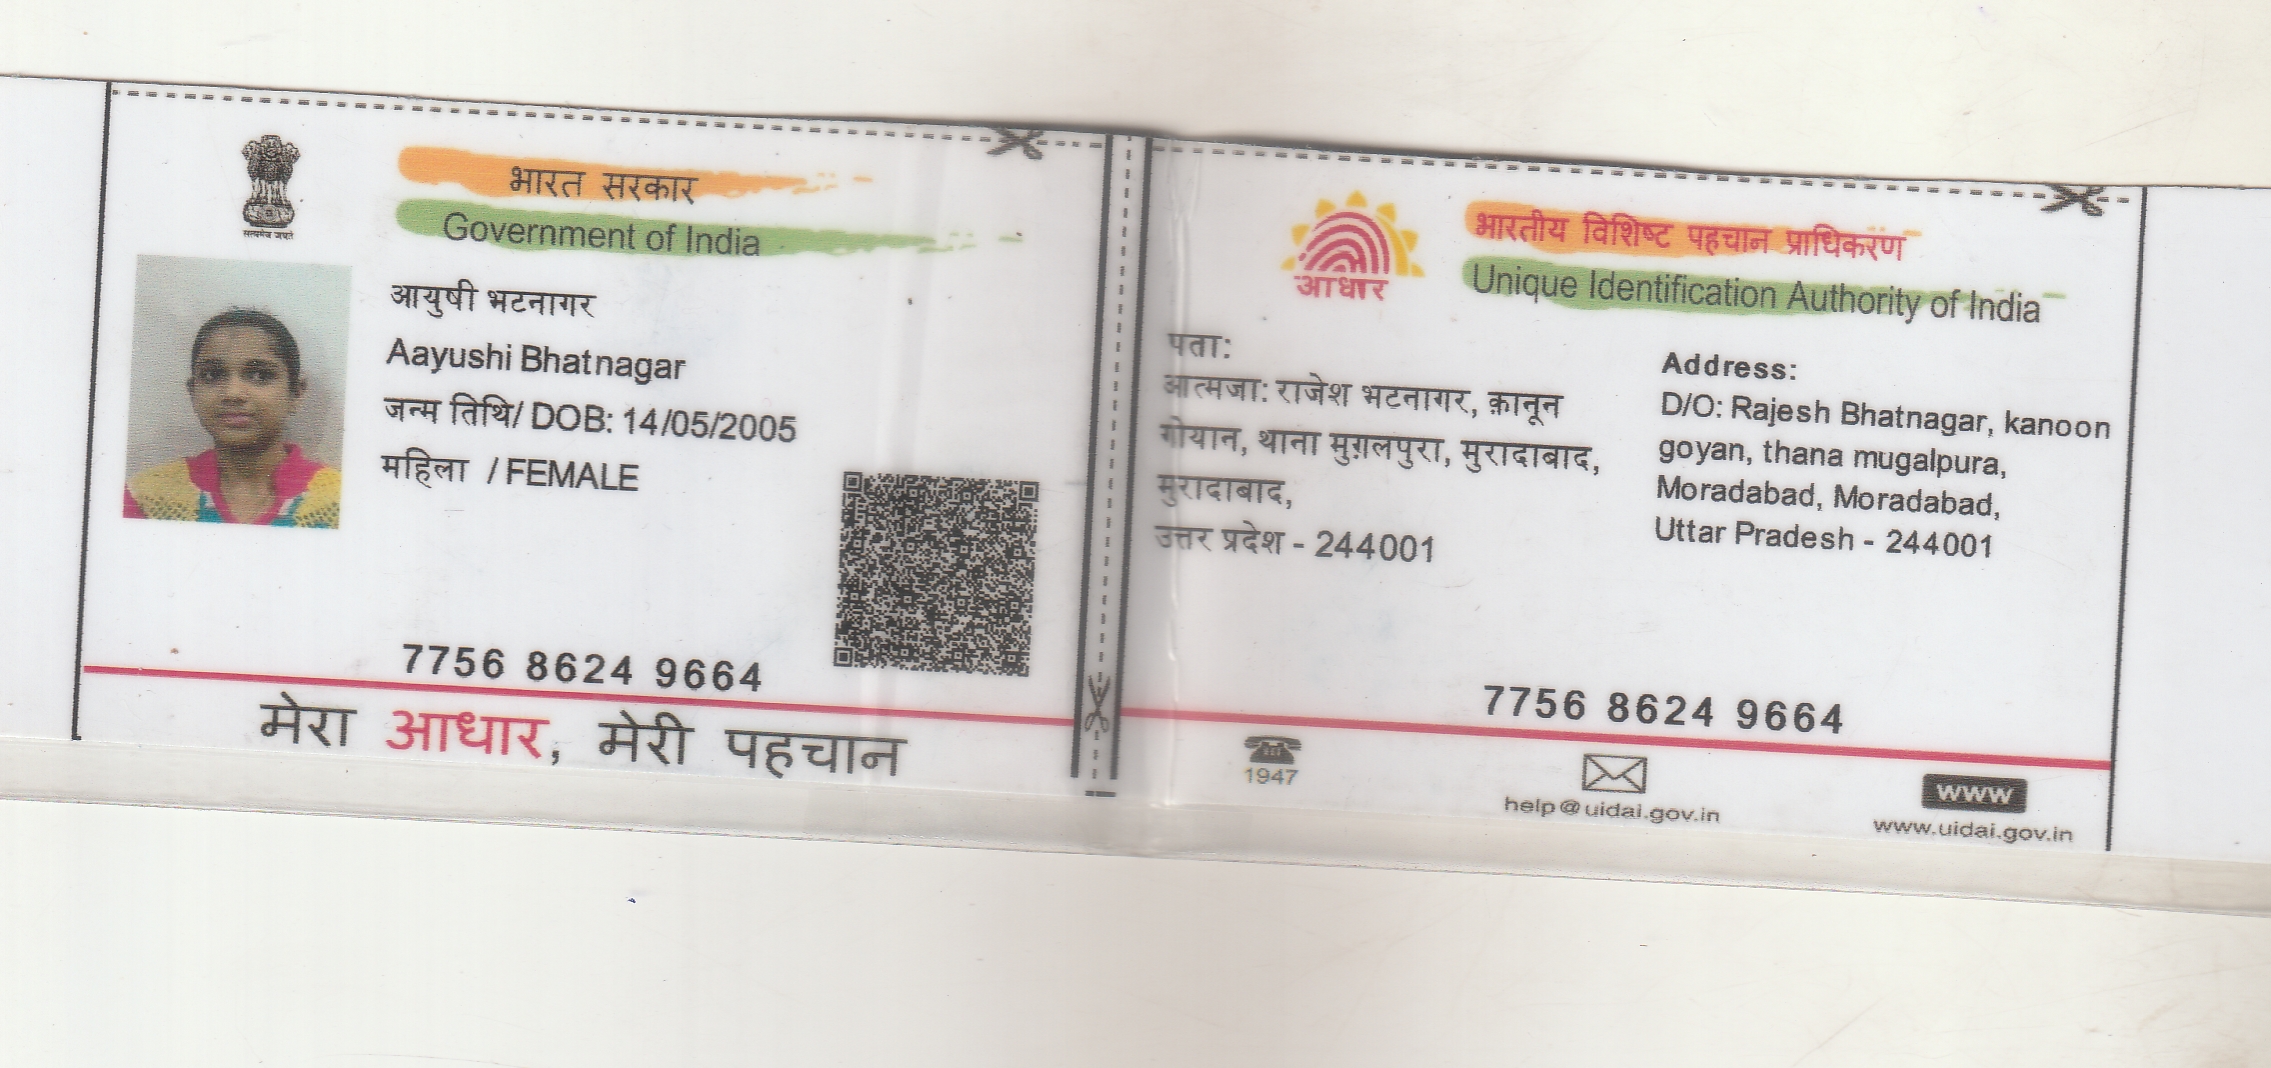 भारत सरकार
Government of India
आयुषी भटनागर
Aayushi Bhatnagar
जन्म तिथि/ DOB: 14/05/2005
महिला / FEMALE
7756 8624 9664
मेरा आधार, मेरी पहचान
आधार
भारतीय विशिष्ट पहचान प्राधिकरण
Unique Identification Authority of India
पता:
आत्मजा: राजेश भटनागर, क़ानून
गोयान, थाना मुग़लपुरा, मुरादाबाद,
मुरादाबाद,
उत्तर प्रदेश - 244001
Address:
D/O: Rajesh Bhatnagar, kanoon
goyan, thana mugalpura,
Moradabad, Moradabad,
Uttar Pradesh - 244001
7756 8624 9664
1947
help@uidai.gov.in
www
www.uidai.gov.in